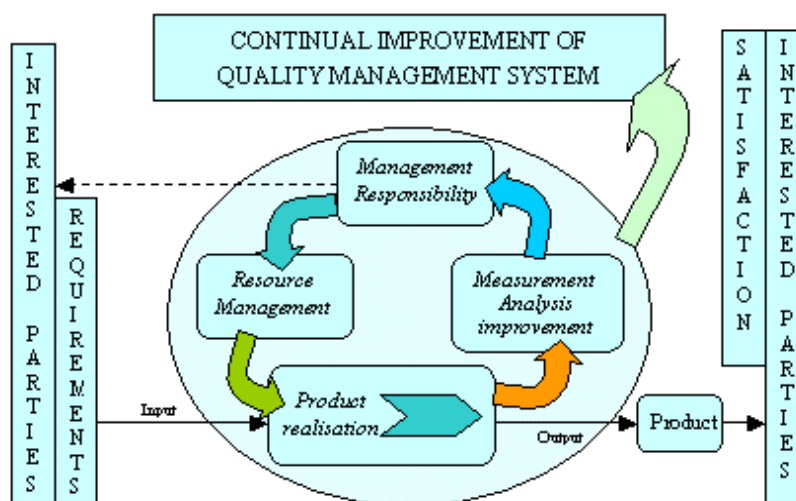 CONTINUAL IMPROVEMENT OF
QUALITY MANAGEMENT SYSTEM
INTERESTED PARTIES
REQUIREMENTS
Management
Responsibility
Resource
Management
Measurement
Analysis
improvement
Product
realisation
Input
Output
Product
SATISFACTION
INTERESTED PARTIES